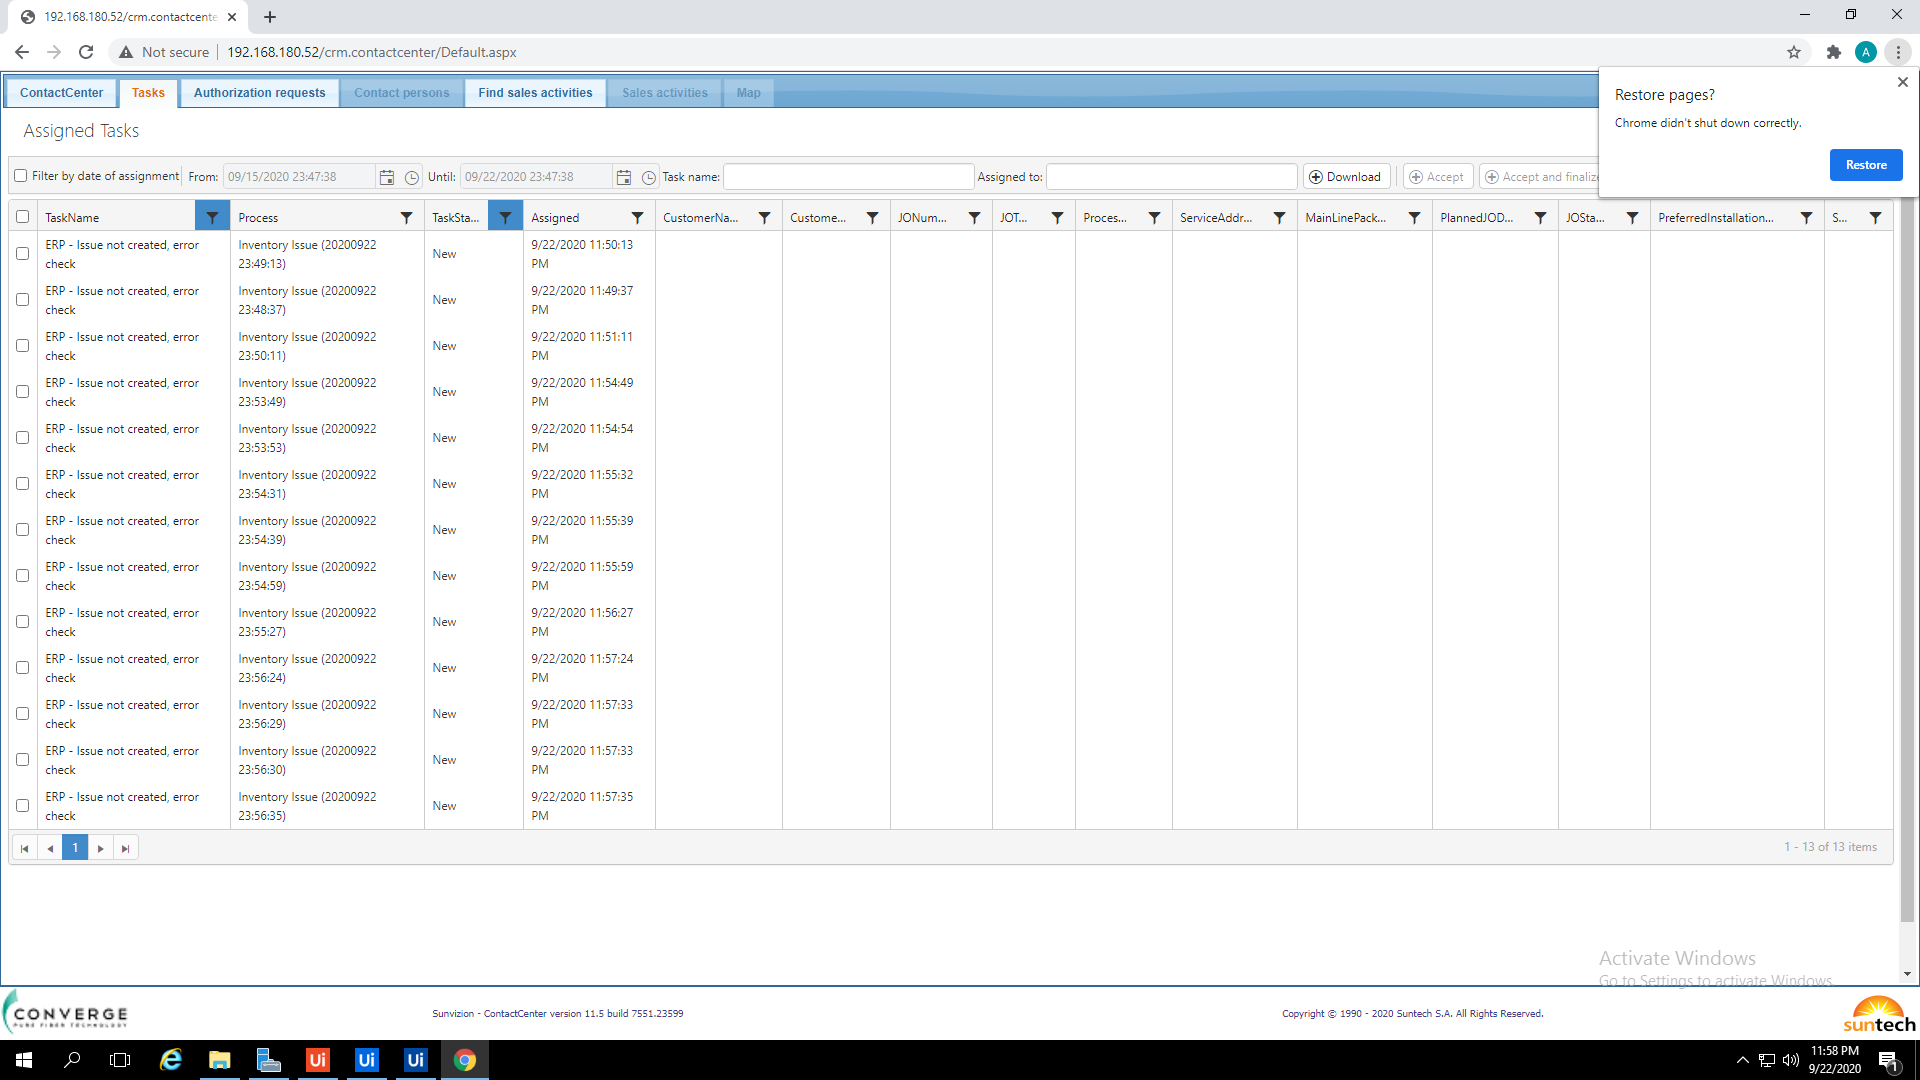 192.168.180.52/crm.contactcente
Not secure 192.168.180.52/crm.contactcenter/Default.aspx
A
ContactCenter Tasks Authorization requests Contact persons Find sales activities Sales activities Map
Restore pages?
Chrome didn't shut down correctly.
Restore
Assigned Tasks
Filter by date of assignment From: 09/15/2020 23:47:38 Until: 09/22/2020 23:47:38 Task name: Assigned to: Download Accept Accept and finalize
TaskName Process TaskSta... Assigned CustomerNa... Custome... JONum... JOT... Proces... ServiceAddr... MainLinePack... PlannedJOD... JOSta... PreferredInstallation... S...
ERP - Issue not created, error check Inventory Issue (20200922 23:49:13) New 9/22/2020 11:50:13 PM
ERP - Issue not created, error check Inventory Issue (20200922 23:48:37) New 9/22/2020 11:49:37 PM
ERP - Issue not created, error check Inventory Issue (20200922 23:50:11) New 9/22/2020 11:51:11 PM
ERP - Issue not created, error check Inventory Issue (20200922 23:53:49) New 9/22/2020 11:54:49 PM
ERP - Issue not created, error check Inventory Issue (20200922 23:53:53) New 9/22/2020 11:54:54 PM
ERP - Issue not created, error check Inventory Issue (20200922 23:54:31) New 9/22/2020 11:55:32 PM
ERP - Issue not created, error check Inventory Issue (20200922 23:54:39) New 9/22/2020 11:55:39 PM
ERP - Issue not created, error check Inventory Issue (20200922 23:54:59) New 9/22/2020 11:55:59 PM
ERP - Issue not created, error check Inventory Issue (20200922 23:55:27) New 9/22/2020 11:56:27 PM
ERP - Issue not created, error check Inventory Issue (20200922 23:56:24) New 9/22/2020 11:57:24 PM
ERP - Issue not created, error check Inventory Issue (20200922 23:56:29) New 9/22/2020 11:57:33 PM
ERP - Issue not created, error check Inventory Issue (20200922 23:56:30) New 9/22/2020 11:57:33 PM
ERP - Issue not created, error check Inventory Issue (20200922 23:56:35) New 9/22/2020 11:57:35 PM
1 1 - 13 of 13 items
Activate Windows
Go to Settings to activate Windows.
CONVERGE
PURE FIBER TECHNOLOGY
Sunvizion - ContactCenter version 11.5 build 7551.23599
Copyright © 1990 - 2020 Suntech S.A. All Rights Reserved.
suntech
Ui Ui Ui
11:58 PM
9/22/2020
1